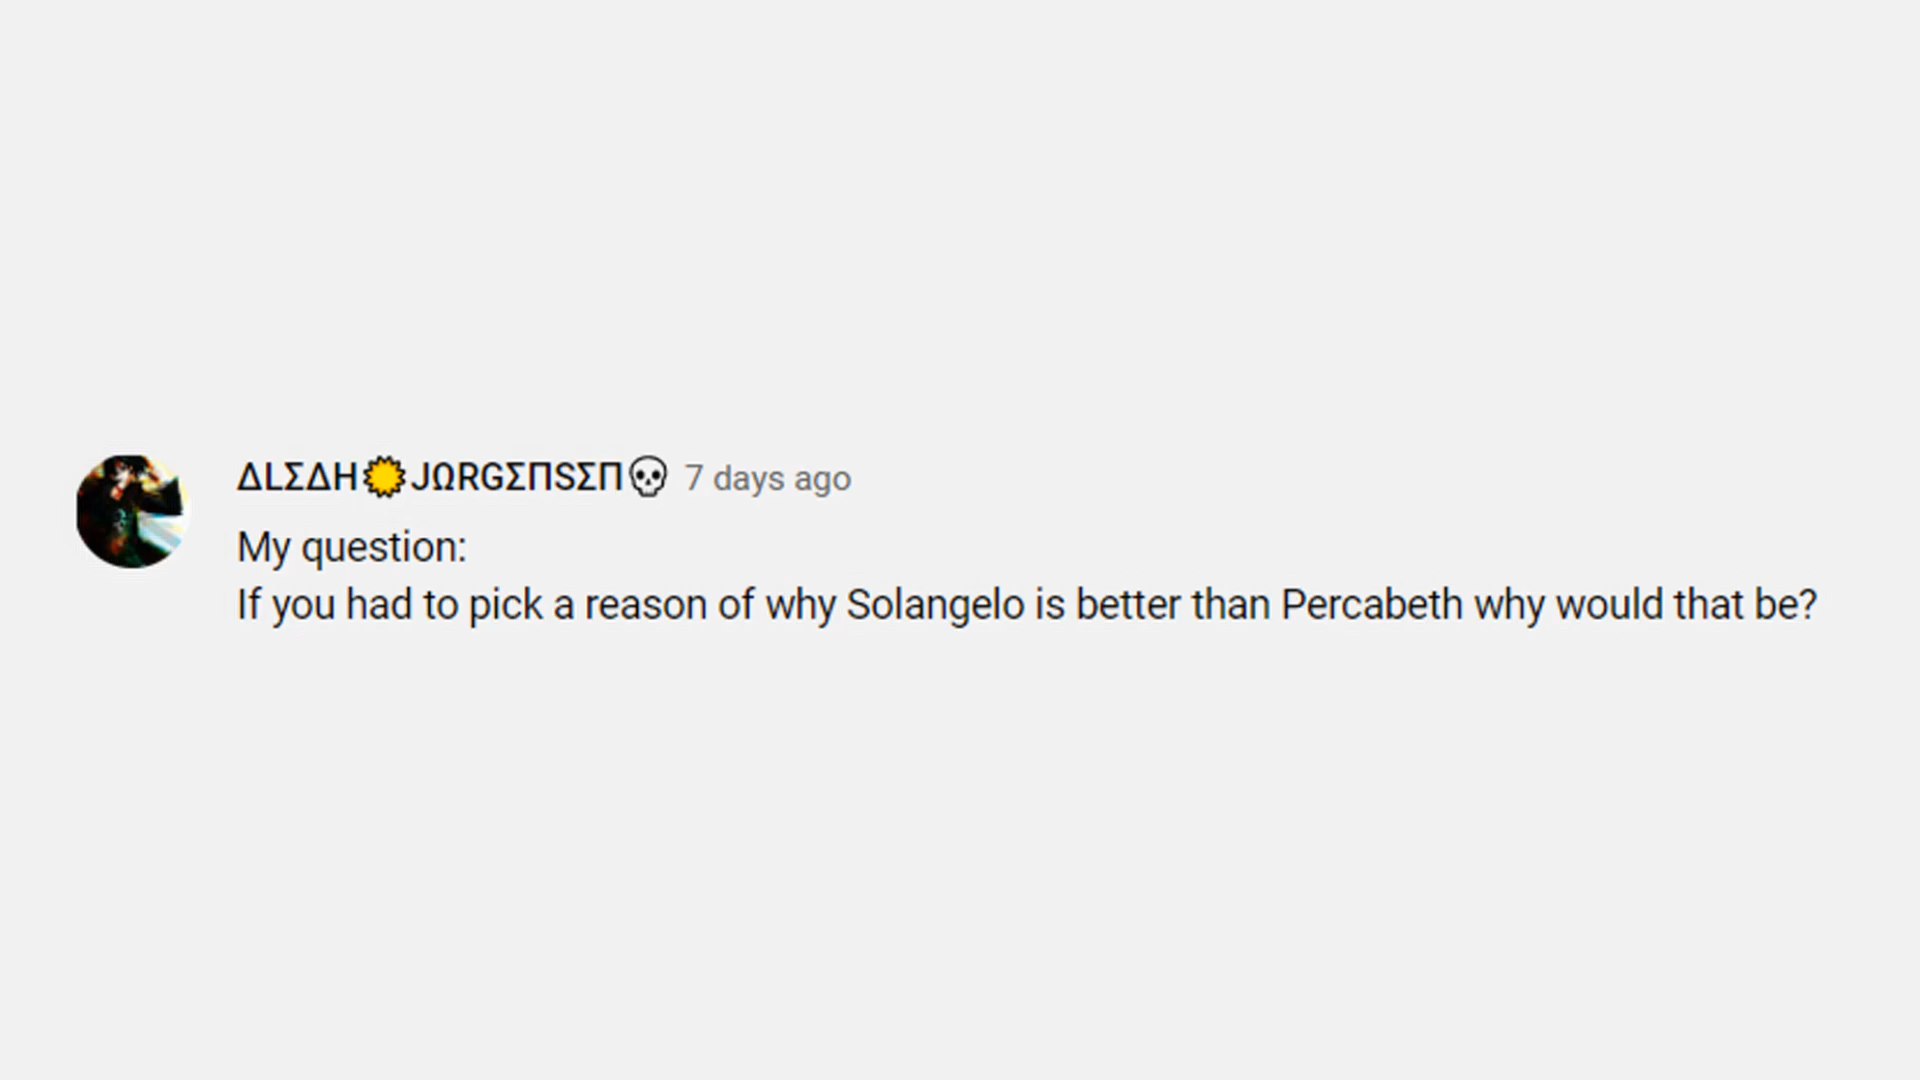 ΔLΣΔH🌞JΩRGΣΠSΣΠ💀 7 days ago
My question:
If you had to pick a reason of why Solangelo is better than Percabeth why would that be?